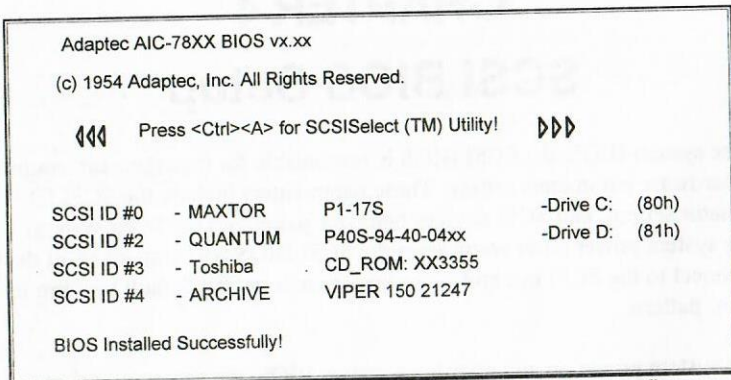 Adaptec AIC-78XX BIOS vx.xx
(c) 1954 Adaptec, Inc. All Rights Reserved.
Press <Ctrl><A> for SCSISelect (TM) Utility!
SCSI ID #0 - MAXTOR P1-17S -Drive C: (80h)
SCSI ID #2 - QUANTUM P40S-94-40-04xx -Drive D: (81h)
SCSI ID #3 - Toshiba CD_ROM: XX3355
SCSI ID #4 - ARCHIVE VIPER 150 21247
BIOS Installed Successfully!